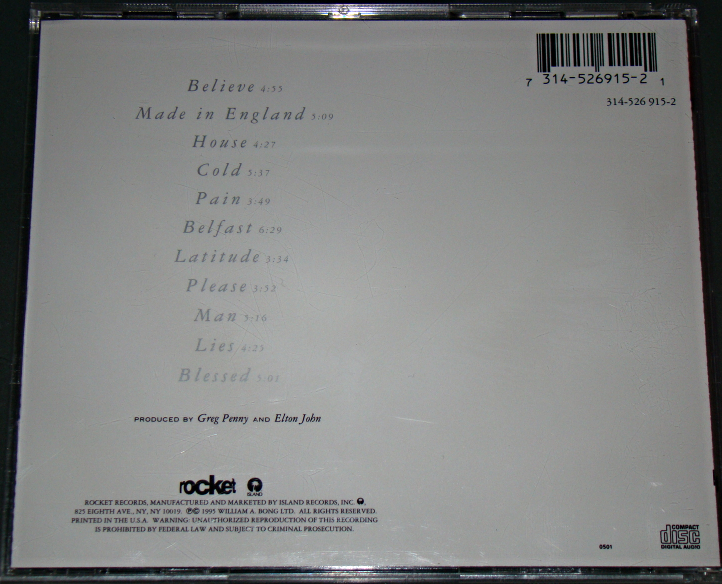 7 314-526915-2 1
314-526 915-2
Believe 4:55
Made in England 5:09
House 4:27
Cold 5:37
Pain 3:49
Belfast 6:29
Latitude 3:34
Please 3:52
Man 5:16
Lies 4:25
Blessed 5:01
PRODUCED BY Greg Penny AND Elton John
rocket
ISLAND
ROCKET RECORDS, MANUFACTURED AND MARKETED BY ISLAND RECORDS, INC.
825 EIGHTH AVE., NY, NY 10019. ℗© 1995 WILLIAM A. BONG LTD. ALL RIGHTS RESERVED.
PRINTED IN THE U.S.A. WARNING: UNAUTHORIZED REPRODUCTION OF THIS RECORDING
IS PROHIBITED BY FEDERAL LAW AND SUBJECT TO CRIMINAL PROSECUTION.
0501
COMPACT
disc
DIGITAL AUDIO